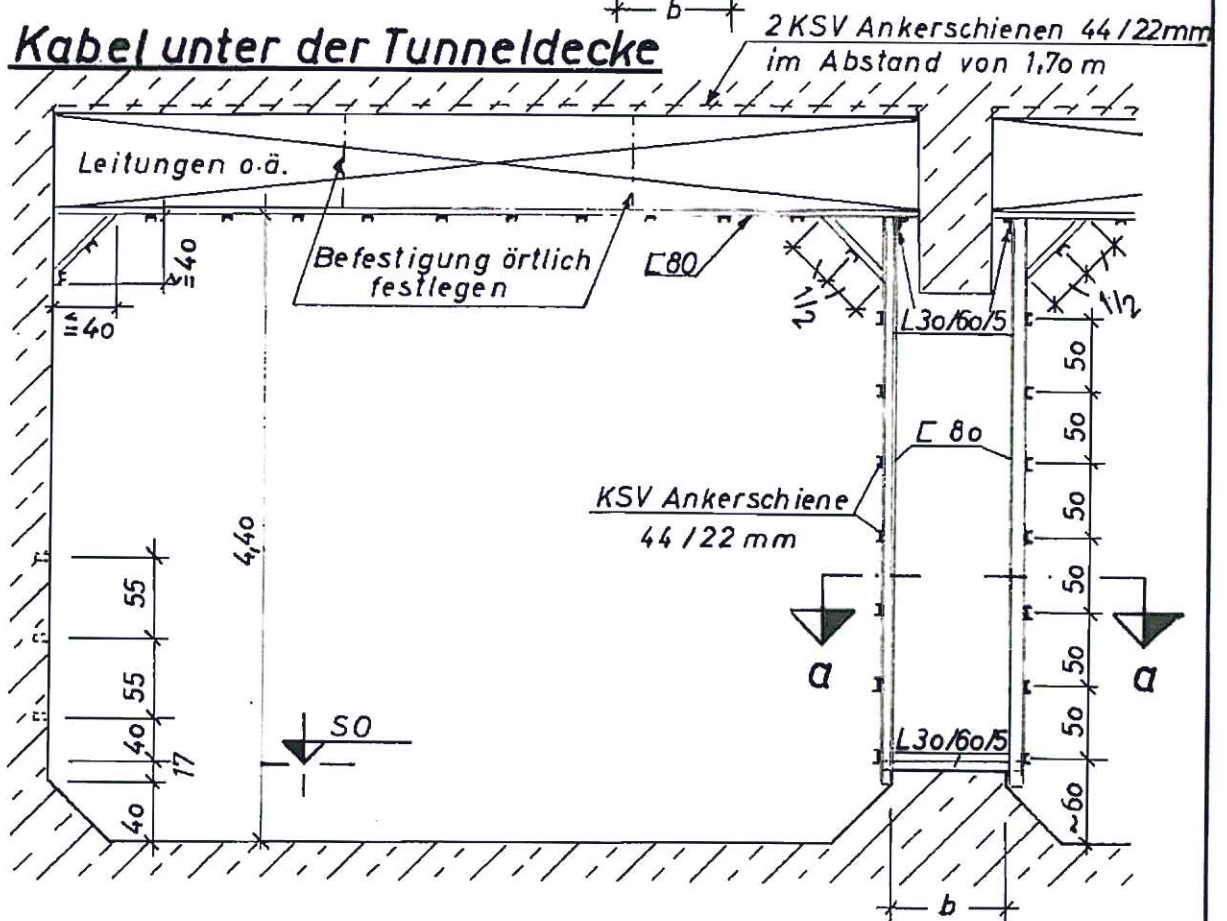 b
2 KSV Ankerschienen 44/22mm
im Abstand von 1,70 m
Kabel unter der Tunneldecke
Leitungen o.ä.
Befestigung örtlich
festlegen
[80
≦40
≦40
1/2
1/2
L30/60/5
50
50
[ 80
KSV Ankerschiene
44/22 mm
50
4,40
50
55
50
55
a
a
50
SO
40
17
L30/60/5
40
~60
b